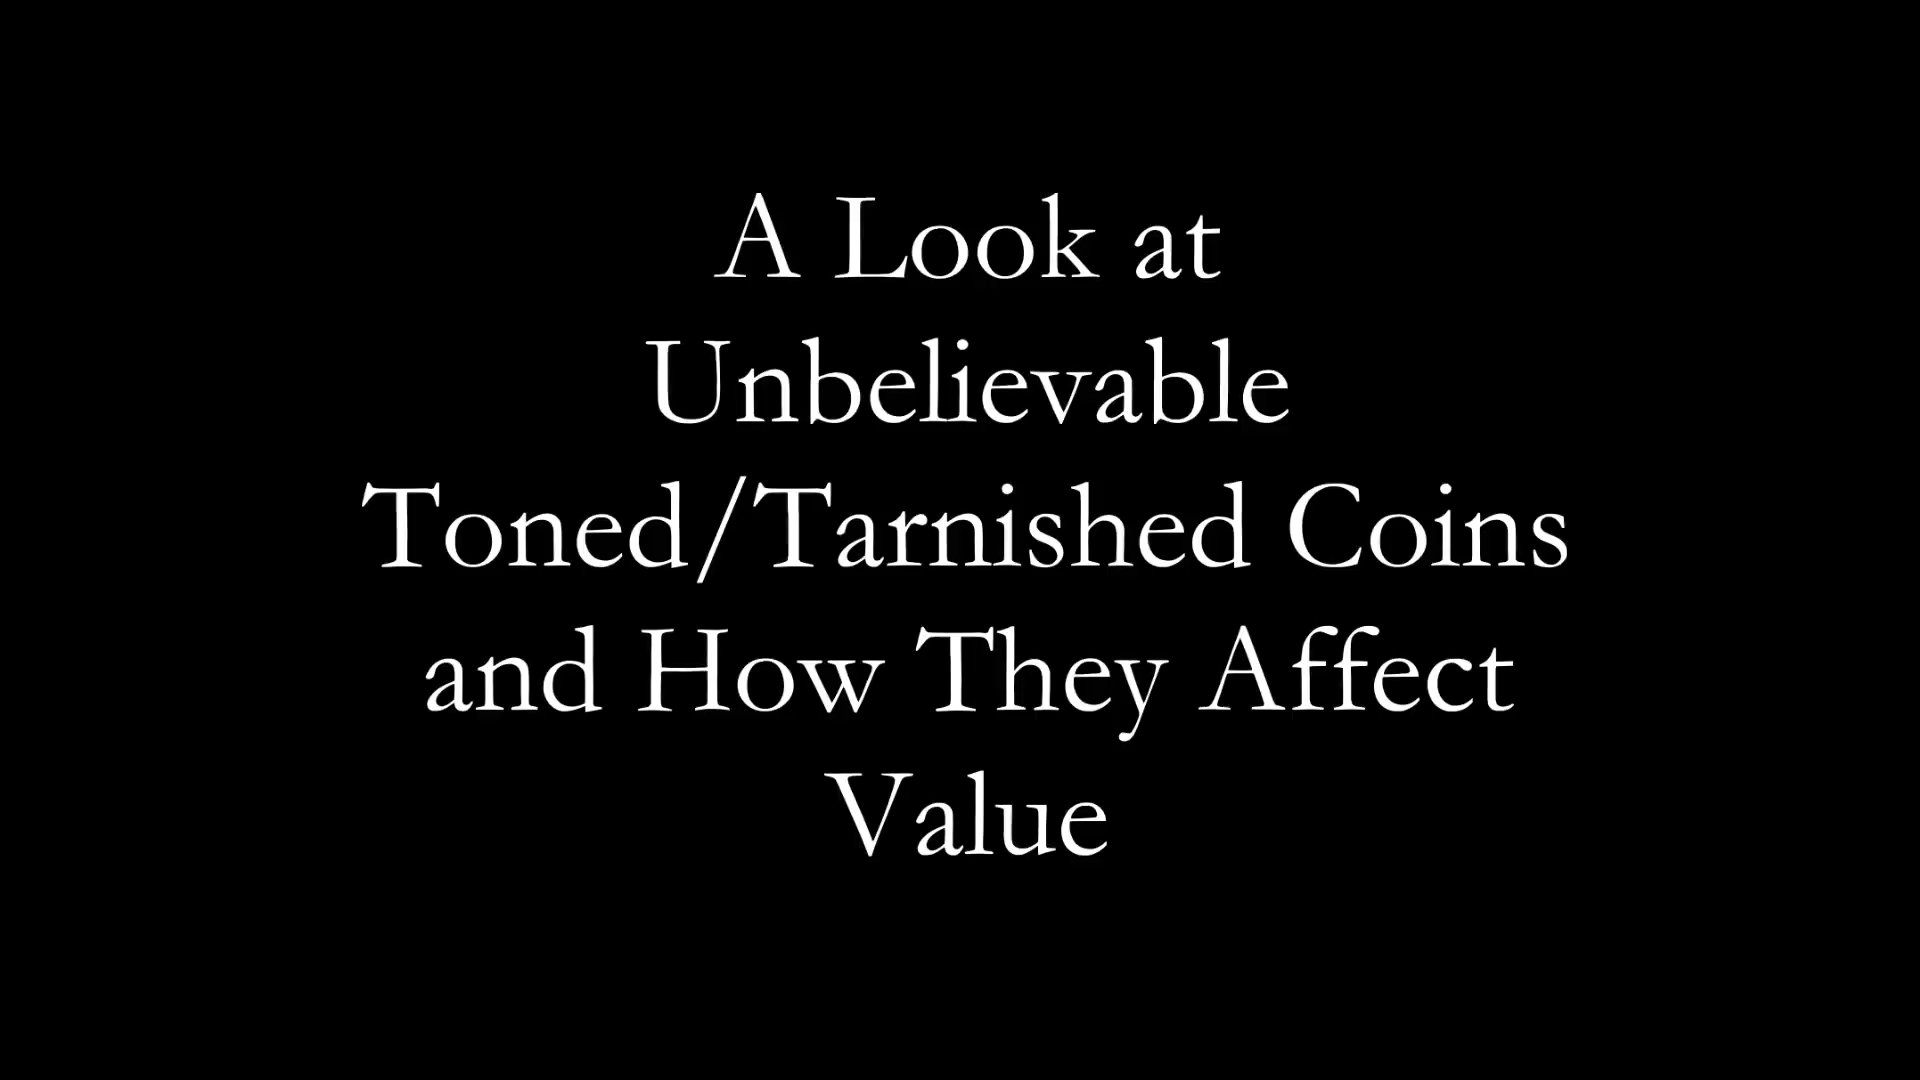 A Look at
Unbelievable
Toned/Tarnished Coins
and How They Affect
Value